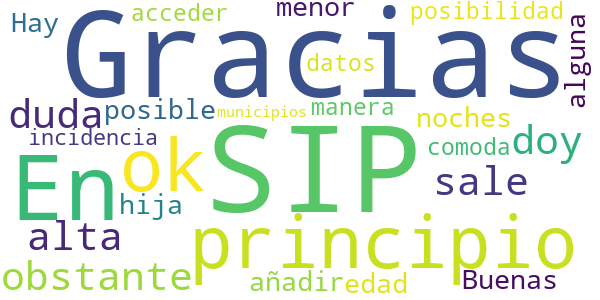 Hay acceder menor posibilidad alguna
Gracias
datos
duda posible municipios manera noches
incidencia ok SIP comoda doy
En hija sale
alta principio
obstante añadir edad Buenas